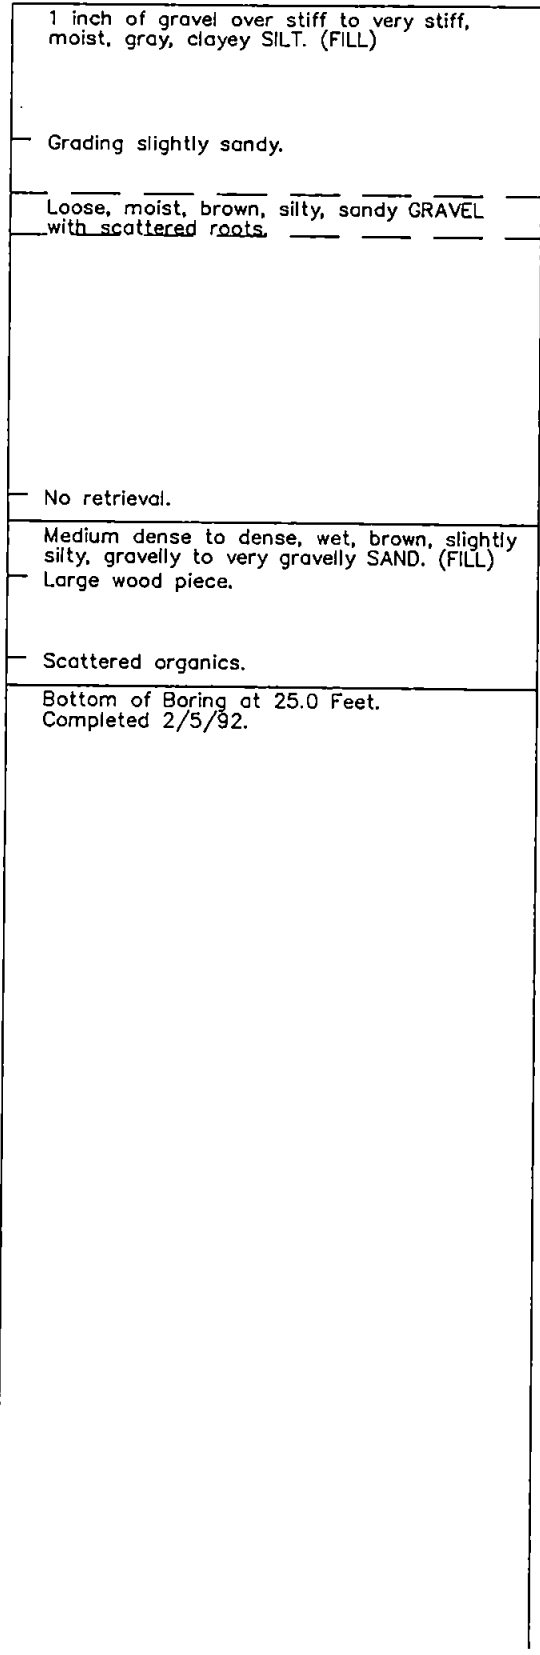 1 inch of gravel over stiff to very stiff,
moist, gray, clayey SILT. (FILL)
Grading slightly sandy.
Loose, moist, brown, silty, sandy GRAVEL
with scattered roots.
No retrieval.
Medium dense to dense, wet, brown, slightly
silty, gravelly to very gravelly SAND. (FILL)
Large wood piece.
Scattered organics.
Bottom of Boring at 25.0 Feet.
Completed 2/5/92.